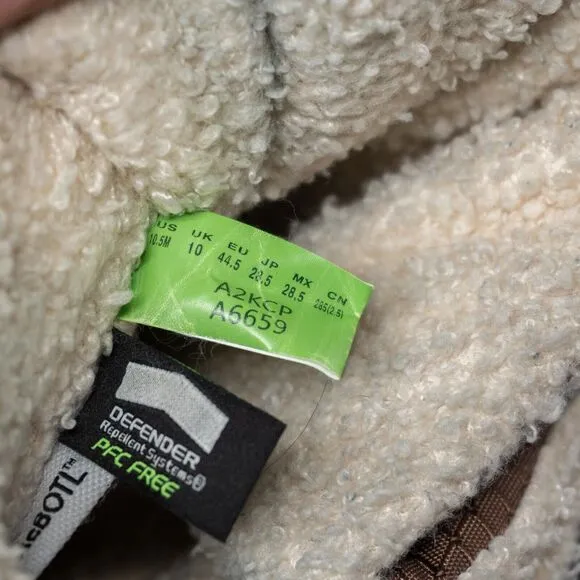 US UK EU JP MX CN
10.5M 10 44.5 28.5 28.5 285(2.5)
A2KCP
A6659
DEFENDER
Repellent Systems®
PFC FREE
eBOTL™